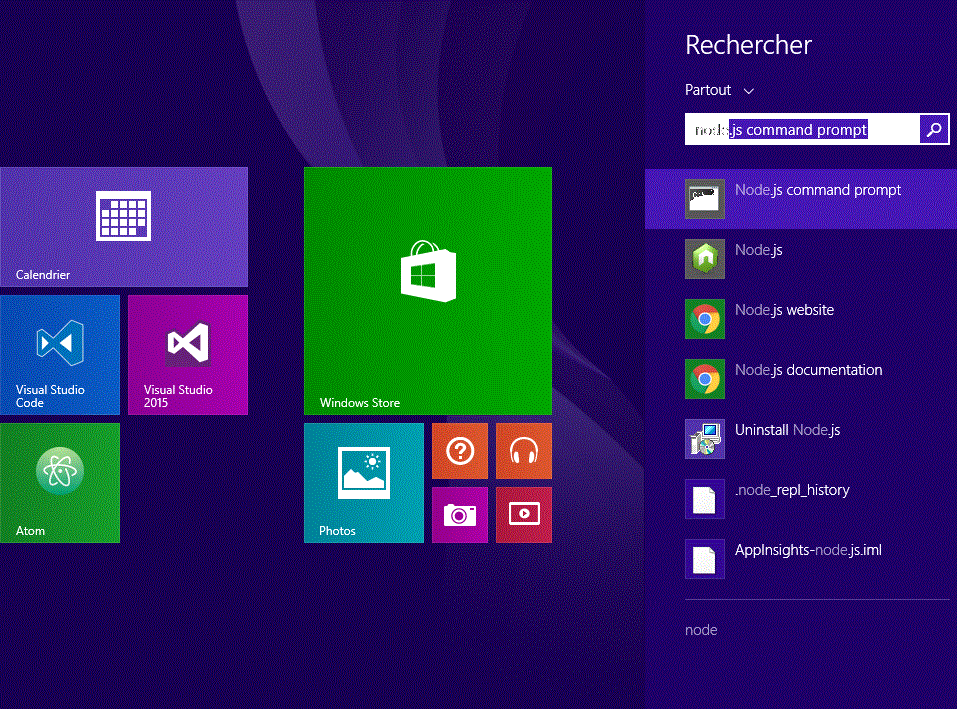 Rechercher
Partout
node.js command prompt
Node.js command prompt
Node.js
Node.js website
Node.js documentation
Uninstall Node.js
.node_repl_history
AppInsights-node.js.iml
node
Calendrier
Visual Studio
Code
Visual Studio
2015
Windows Store
Atom
Photos